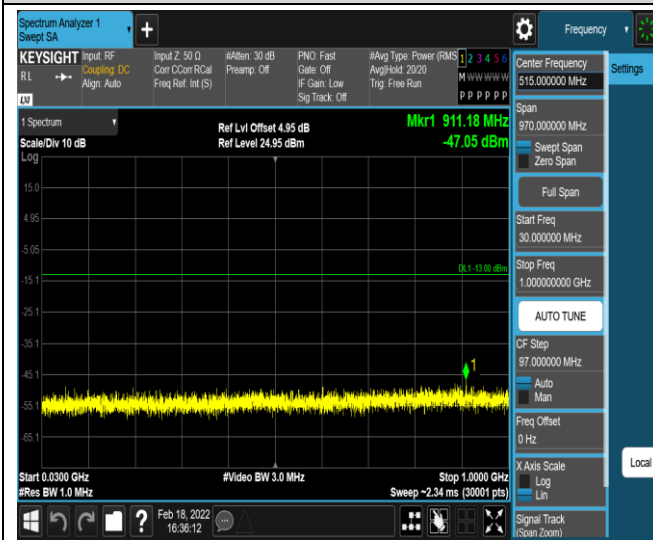 Spectrum Analyzer 1
Swept SA
+
Frequency
KEYSIGHT
RL
LXI
Input: RF
Coupling: DC
Align: Auto
Input Z: 50 Ω
Corr CCorr RCal
Freq Ref: Int (S)
#Atten: 30 dB
Preamp: Off
PNO: Fast
Gate: Off
IF Gain: Low
Sig Track: Off
#Avg Type: Power (RMS
Avg|Hold: 20/20
Trig: Free Run
1 2 3 4 5 6
M W W W W W
P P P P P P
1 Spectrum
Scale/Div 10 dB
Log
Ref Lvl Offset 4.95 dB
Ref Level 24.95 dBm
Mkr1 911.18 MHz
-47.05 dBm
15.0
4.95
-5.05
DL1 -13.00 dBm
-15.1
-25.1
-35.1
-45.1
1
-55.1
-65.1
Start 0.0300 GHz
#Res BW 1.0 MHz
#Video BW 3.0 MHz
Stop 1.0000 GHz
Sweep ~2.34 ms (30001 pts)
?
Feb 18, 2022
16:36:12
Center Frequency
515.000000 MHz
Settings
Span
970.000000 MHz
Swept Span
Zero Span
Full Span
Start Freq
30.000000 MHz
Stop Freq
1.000000000 GHz
AUTO TUNE
CF Step
97.000000 MHz
Auto
Man
Freq Offset
0 Hz
X Axis Scale
Log
Lin
Local
Signal Track
(Span Zoom)